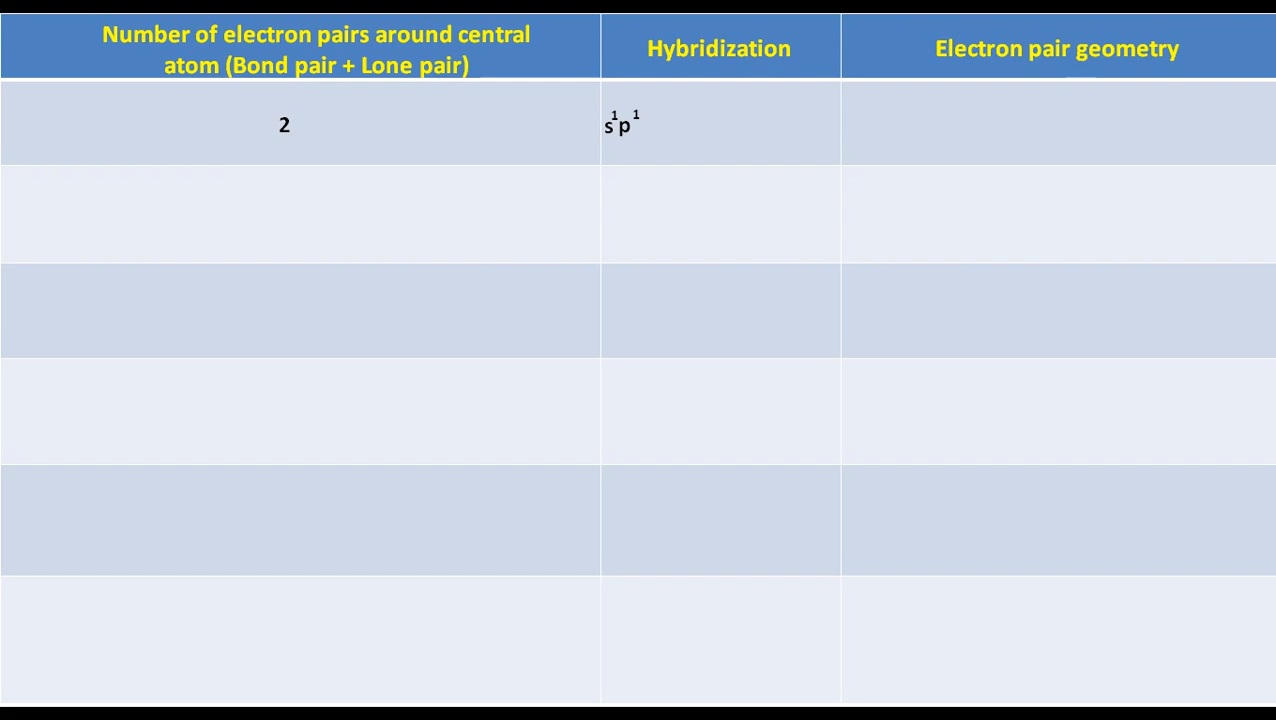 Number of electron pairs around central
atom (Bond pair + Lone pair)
Hybridization
Electron pair geometry
2
s¹p¹